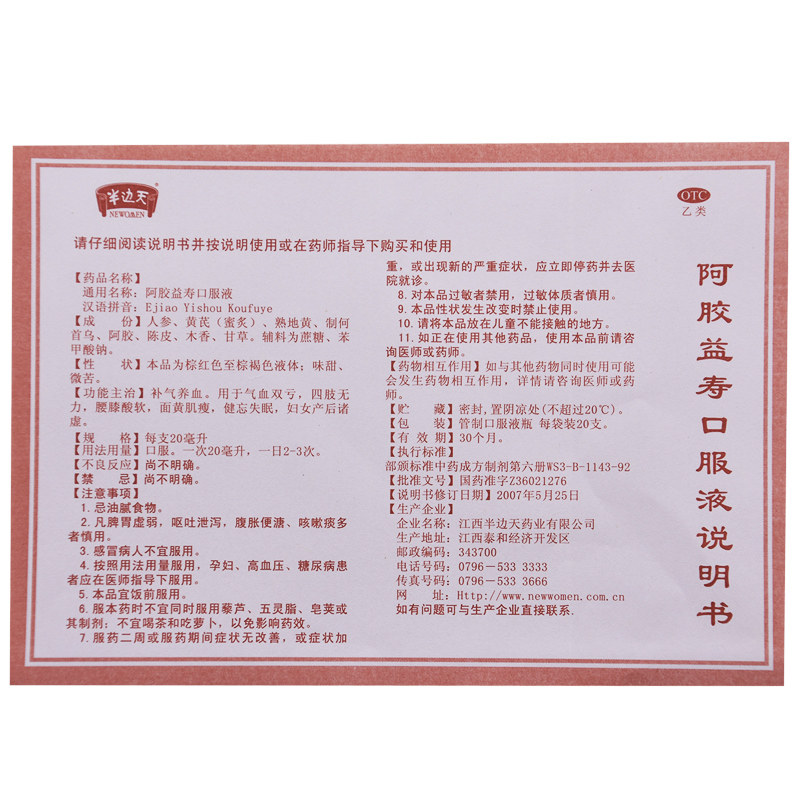 半边天
NEWOMEN
OTC
乙类
阿胶益寿口服液说明书
请仔细阅读说明书并按说明使用或在药师指导下购买和使用
【药品名称】
通用名称：阿胶益寿口服液
汉语拼音：Ejiao Yishou Koufuye
【成　份】人参、黄芪（蜜炙）、熟地黄、制何
首乌、阿胶、陈皮、木香、甘草。辅料为蔗糖、苯
甲酸钠。
【性　状】本品为棕红色至棕褐色液体；味甜、
微苦。
【功能主治】补气养血。用于气血双亏，四肢无
力，腰膝酸软，面黄肌瘦，健忘失眠，妇女产后诸
虚。
【规　格】每支20毫升
【用法用量】口服。一次20毫升，一日2-3次。
【不良反应】尚不明确。
【禁　忌】尚不明确。
【注意事项】
1. 忌油腻食物。
2. 凡脾胃虚弱，呕吐泄泻，腹胀便溏、咳嗽痰多
者慎用。
3. 感冒病人不宜服用。
4. 按照用法用量服用，孕妇、高血压、糖尿病患
者应在医师指导下服用。
5. 本品宜饭前服用。
6. 服本药时不宜同时服用藜芦、五灵脂、皂荚或
其制剂；不宜喝茶和吃萝卜，以免影响药效。
7. 服药二周或服药期间症状无改善，或症状加
重，或出现新的严重症状，应立即停药并去医
院就诊。
8. 对本品过敏者禁用，过敏体质者慎用。
9. 本品性状发生改变时禁止使用。
10. 请将本品放在儿童不能接触的地方。
11. 如正在使用其他药品，使用本品前请咨
询医师或药师。
【药物相互作用】如与其他药物同时使用可能
会发生药物相互作用，详情请咨询医师或药
师。
【贮　藏】密封，置阴凉处（不超过20℃）。
【包　装】管制口服液瓶 每袋装20支。
【有 效 期】30个月。
【执行标准】
部颁标准中药成方制剂第六册WS3-B-1143-92
【批准文号】国药准字Z36021276
【说明书修订日期】2007年5月25日
【生产企业】
企业名称：江西半边天药业有限公司
生产地址：江西泰和经济开发区
邮政编码：343700
电话号码：0796-533 3333
传真号码：0796-533 3666
网　址：Http://www.newwomen.com.cn
如有问题可与生产企业直接联系.